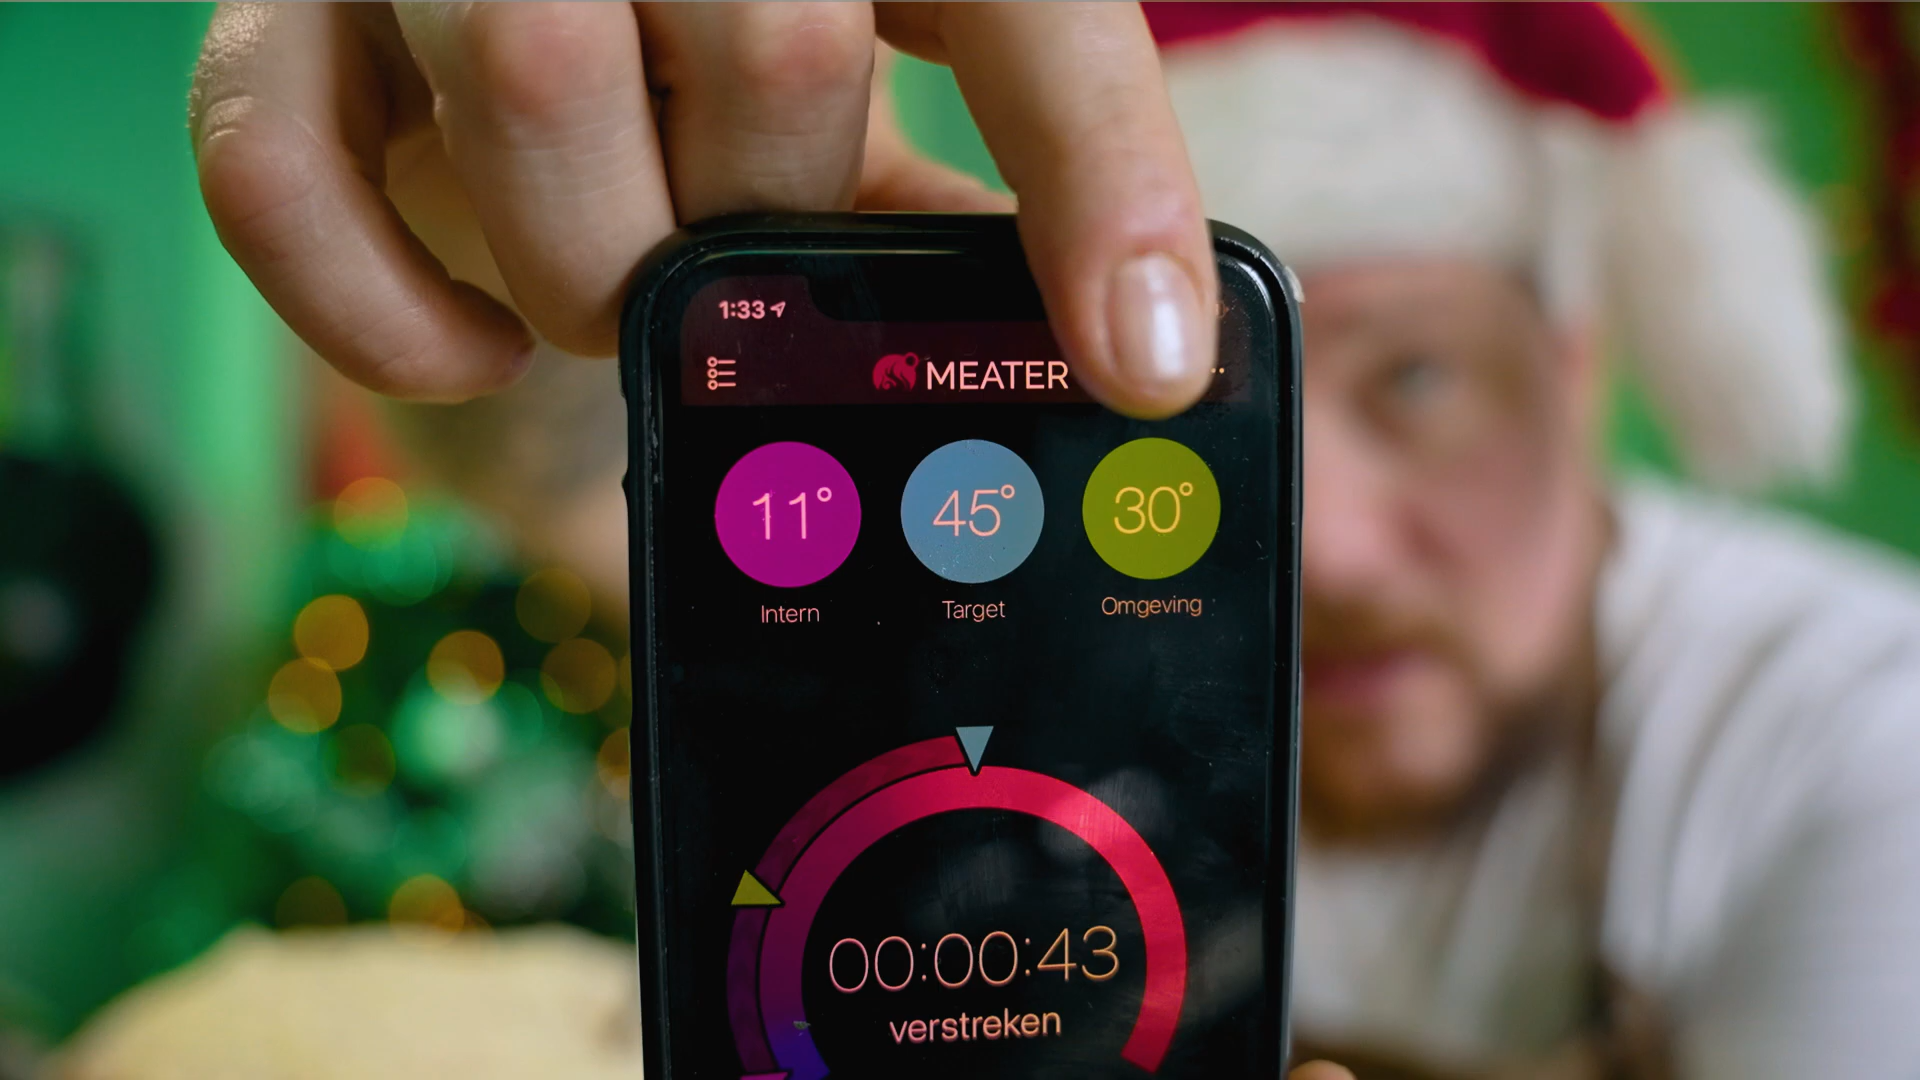 1:33
MEATER
11° 45° 30°
Intern Target Omgeving
00:00:43
verstreken